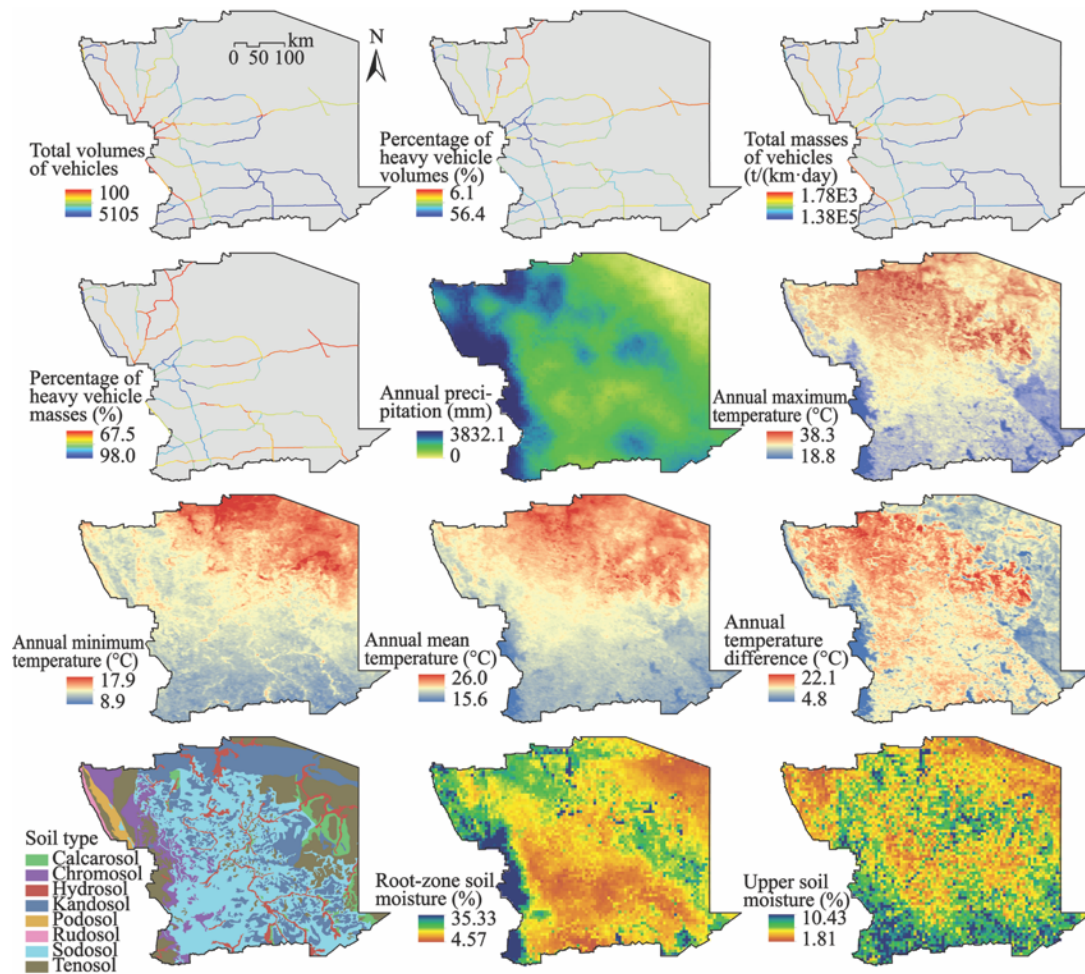 km
0 50 100
N
Total volumes
of vehicles
100
5105
Percentage of
heavy vehicle
volumes
(%)
6.1
56.4
Total masses
of vehicles
(t/(km·day)
1.78E3
1.38E5
Percentage of
heavy vehicle
masses (%)
67.5
98.0
Annual preci-
pitation (mm)
3832.1
0
Annual maximum
temperature (°C)
38.3
18.8
Annual minimum
temperature (°C)
17.9
8.9
Annual mean
temperature (°C)
26.0
15.6
Annual
temperature
difference (°C)
22.1
4.8
Soil type
Calcarosol
Chromosol
Hydrosol
Kandosol
Podosol
Rudosol
Sodosol
Tenosol
Root-zone soil
moisture (%)
35.33
4.57
Upper soil
moisture (%)
10.43
1.81